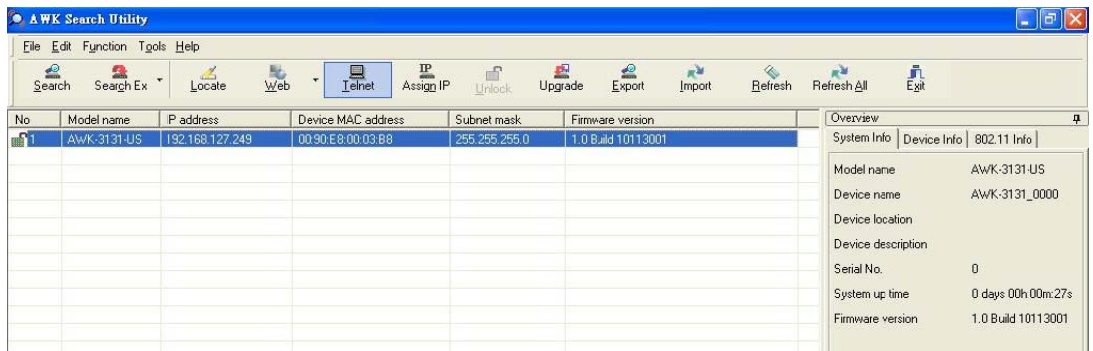 AWK Search Utility
File Edit Function Tools Help
Search Search Ex Locate Web Telnet Assign IP Unlock Upgrade Export Import Refresh Refresh All Exit
No Model name IP address Device MAC address Subnet mask Firmware version
1 AWK-3131-US 192.168.127.249 00:90:E8:00:03:B8 255.255.255.0 1.0 Build 10113001
Overview
System Info Device Info 802.11 Info
Model name AWK-3131-US
Device name AWK-3131_0000
Device location
Device description
Serial No. 0
System up time 0 days 00h:00m:27s
Firmware version 1.0 Build 10113001